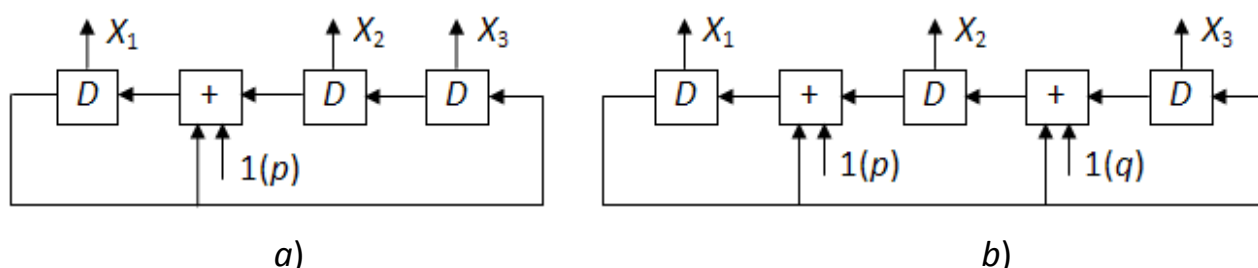 X₁ X₂ X₃ X₁ X₂ X₃
D + D D D + D + D
1(p) 1(p) 1(q)
a) b)